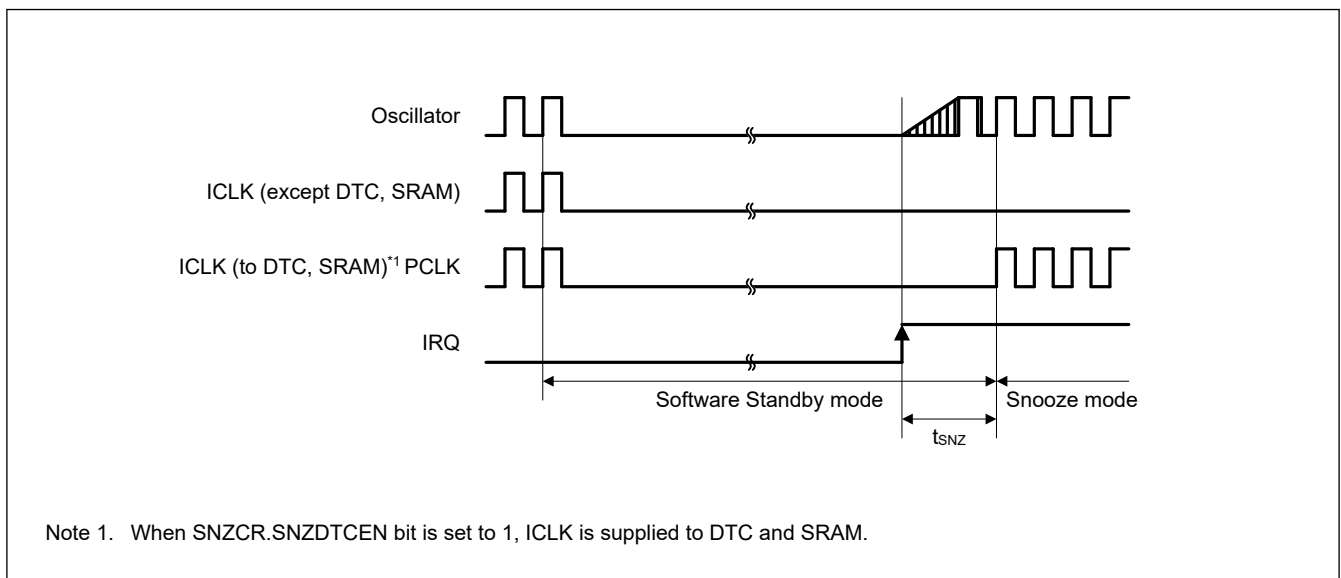 Oscillator
ICLK (except DTC, SRAM)
ICLK (to DTC, SRAM)*1 PCLK
IRQ
Software Standby mode
Snooze mode
tSNZ
Note 1. When SNZCR.SNZDTCEN bit is set to 1, ICLK is supplied to DTC and SRAM.